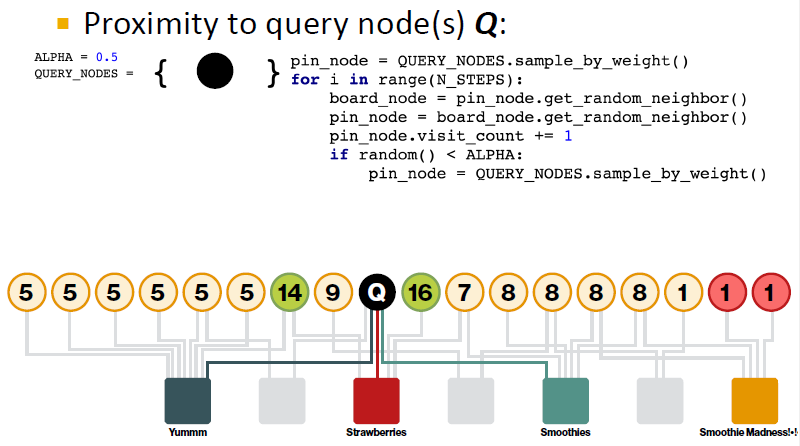 Proximity to query node(s) Q:
ALPHA = 0.5
QUERY_NODES = { }
pin_node = QUERY_NODES.sample_by_weight()
for i in range(N_STEPS):
    board_node = pin_node.get_random_neighbor()
    pin_node = board_node.get_random_neighbor()
    pin_node.visit_count += 1
    if random() < ALPHA:
        pin_node = QUERY_NODES.sample_by_weight()
5 5 5 5 5 5 14 9 Q 16 7 8 8 8 8 1 1 1
Yummm Strawberries Smoothies Smoothie Madness!•!